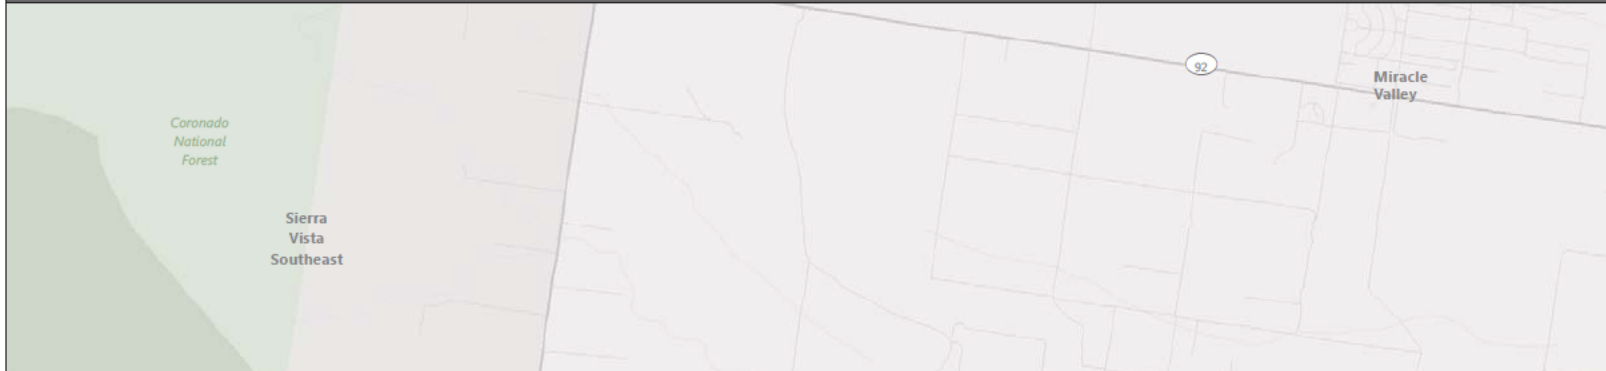 92
Miracle
Valley
Coronado
National
Forest
Sierra
Vista
Southeast